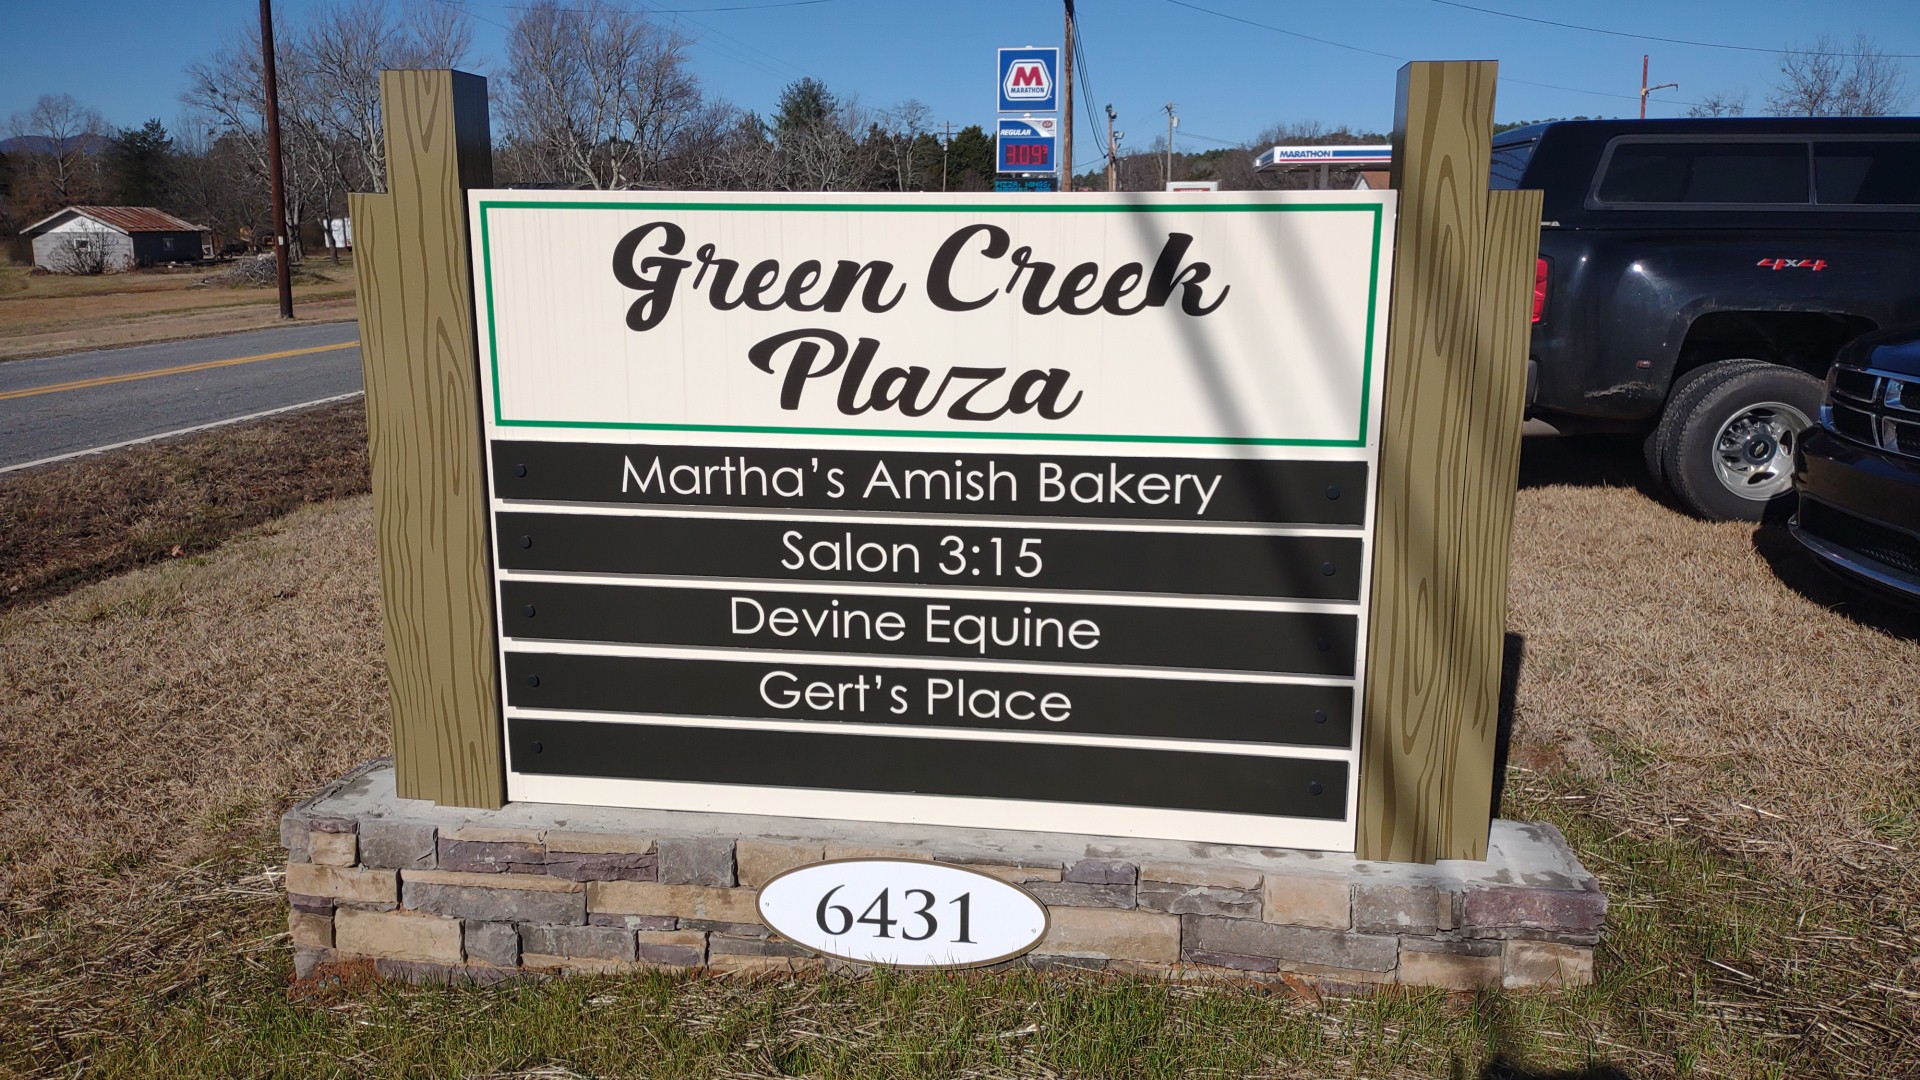 M
MARATHON
REGULAR
3.09 9
MARATHON
4x4
Green Creek
Plaza
Martha's Amish Bakery
Salon 3:15
Devine Equine
Gert's Place
6431